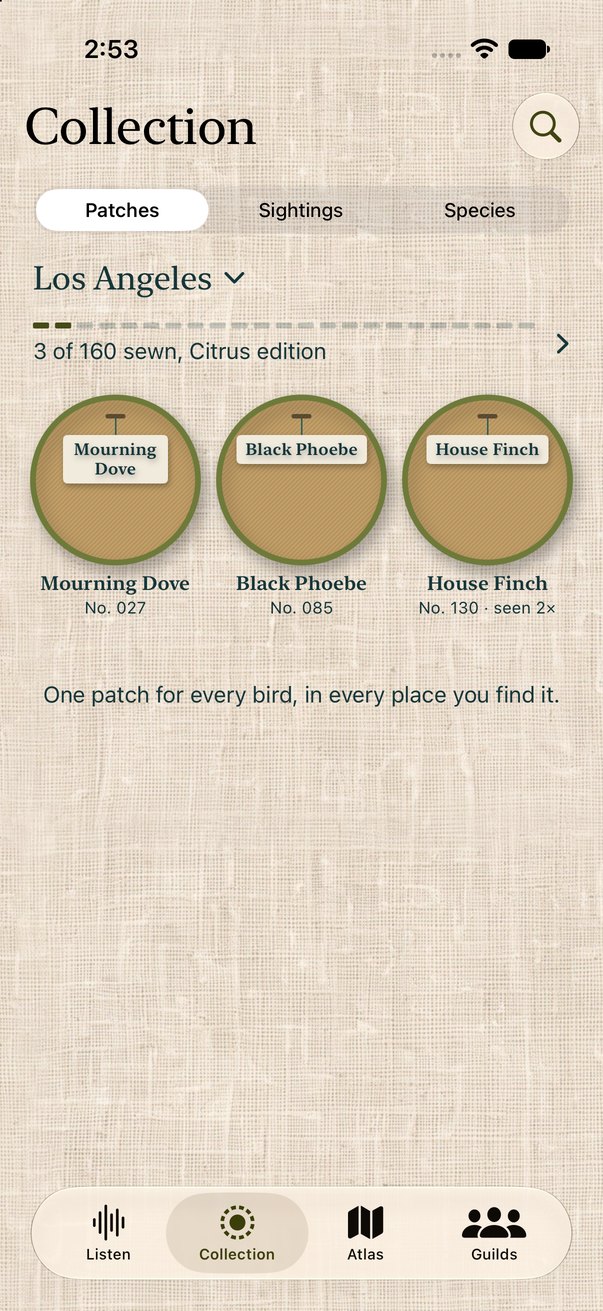 2:53
Collection
Patches
Sightings
Species
Los Angeles
3 of 160 sewn, Citrus edition
Mourning
Dove
Black Phoebe
House Finch
Mourning Dove
Black Phoebe
House Finch
No. 027
No. 085
No. 130 · seen 2×
One patch for every bird, in every place you find it.
Listen
Collection
Atlas
Guilds